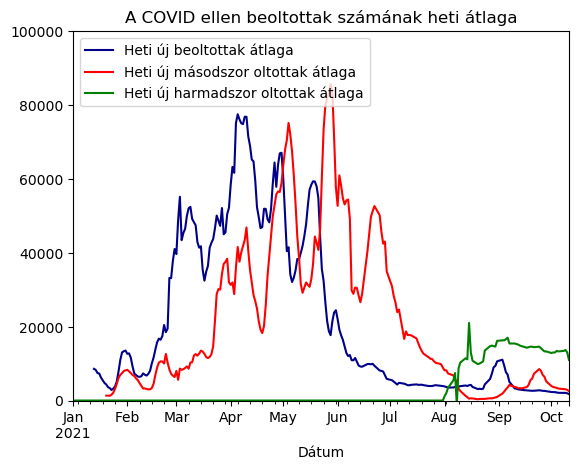 A COVID ellen beoltottak számának heti átlaga
100000
80000
60000
40000
20000
0
Heti új beoltottak átlaga
Heti új másodszor oltottak átlaga
Heti új harmadszor oltottak átlaga
Jan Feb Mar Apr May Jun Jul Aug Sep Oct
2021
Dátum